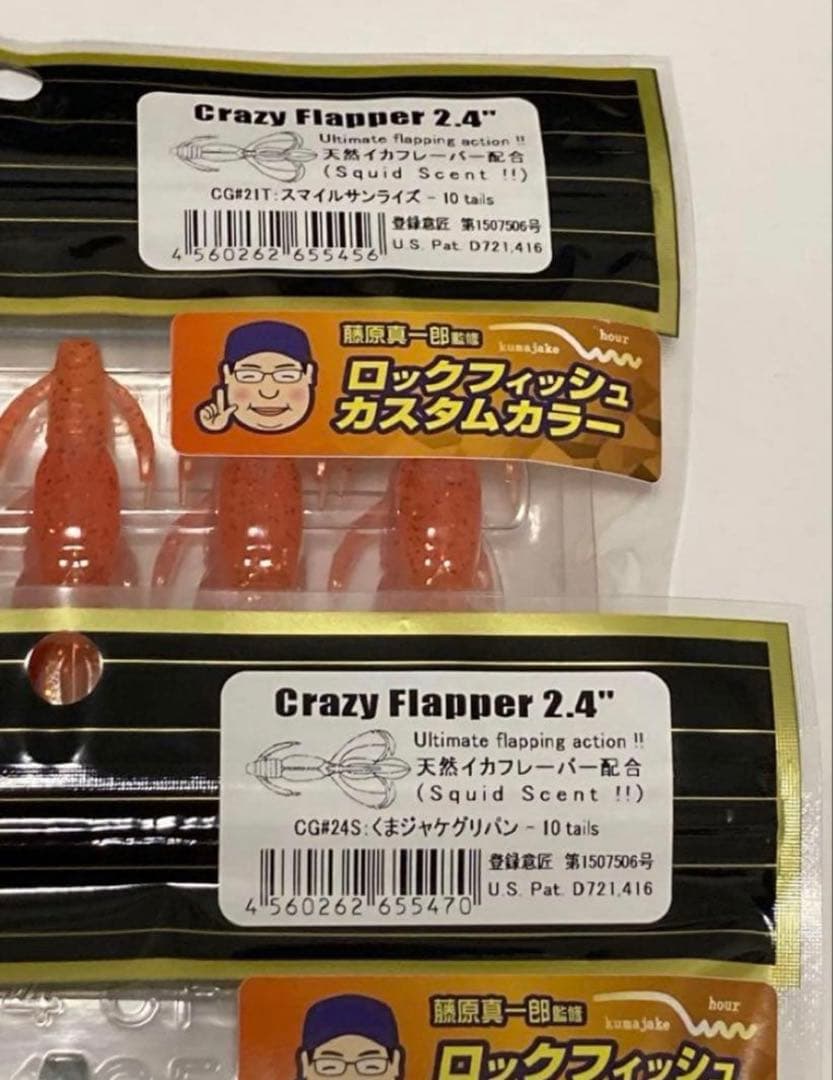 Crazy Flapper 2.4"
Ultimate flapping action !!
天然イカフレーバー配合
(Squid Scent !!)
CG#21T:スマイルサンライズ - 10 tails
登録意匠 第1507506号
U.S. Pat. D721,416
4 560262 655456
藤原真一郎監修
kumajake hour
ロックフィッシュ
カスタムカラー
Crazy Flapper 2.4"
Ultimate flapping action !!
天然イカフレーバー配合
(Squid Scent !!)
CG#24S:くまジャケグリパン - 10 tails
登録意匠 第1507506号
U.S. Pat. D721,416
4 560262 655470
藤原真一郎監修
kumajake hour
ロックフィッシュ